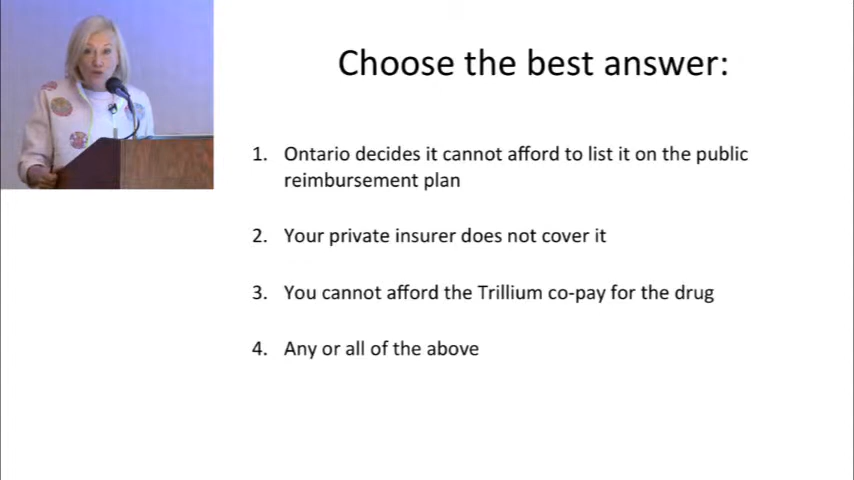 Choose the best answer:
1. Ontario decides it cannot afford to list it on the public
reimbursement plan
2. Your private insurer does not cover it
3. You cannot afford the Trillium co-pay for the drug
4. Any or all of the above